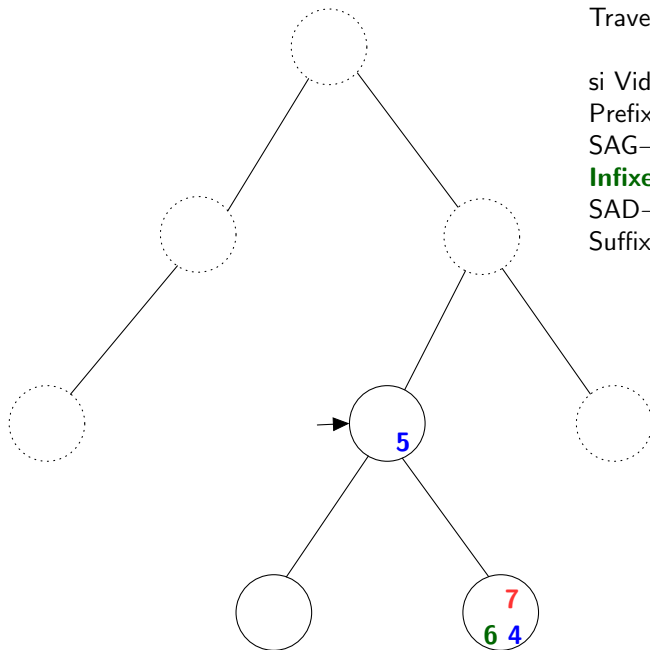 Trave
si Vid
Prefix
SAG–
Infixe
SAD–
Suffix
5
7
6 4